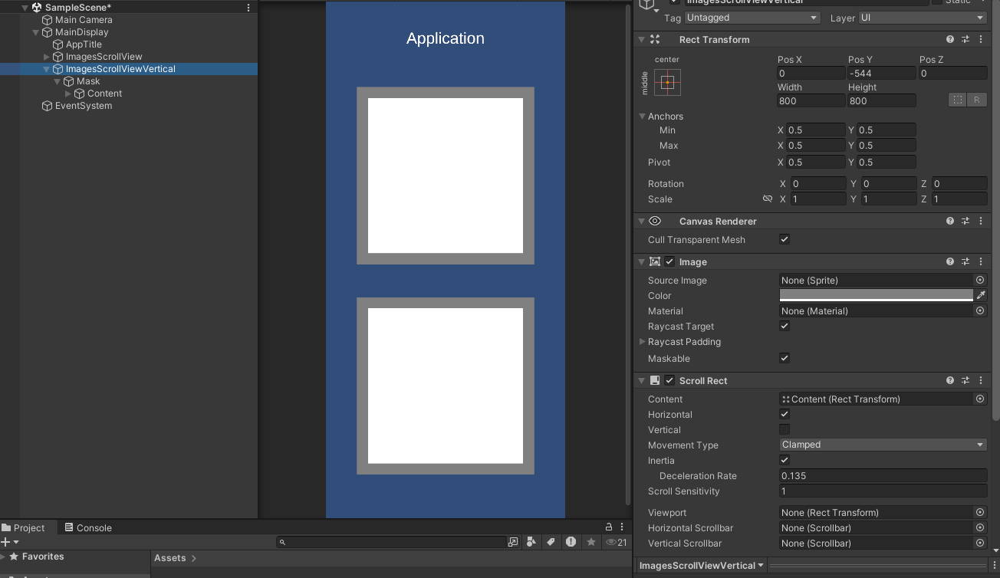 SampleScene*
Main Camera
MainDisplay
AppTitle
ImagesScrollView
ImagesScrollViewVertical
Mask
Content
EventSystem
Application
ImagesScrollViewVertical
Static
Tag Untagged Layer UI
Rect Transform
center
middle
Pos X Pos Y Pos Z
0 -544 0
Width Height
800 800
R
Anchors
Min X 0.5 Y 0.5
Max X 0.5 Y 0.5
Pivot X 0.5 Y 0.5
Rotation X 0 Y 0 Z 0
Scale X 1 Y 1 Z 1
Canvas Renderer
Cull Transparent Mesh
Image
Source Image None (Sprite)
Color
Material None (Material)
Raycast Target
Raycast Padding
Maskable
Scroll Rect
Content Content (Rect Transform)
Horizontal
Vertical
Movement Type Clamped
Inertia
Deceleration Rate 0.135
Scroll Sensitivity 1
Viewport None (Rect Transform)
Horizontal Scrollbar None (Scrollbar)
Vertical Scrollbar None (Scrollbar)
ImagesScrollViewVertical
Project Console
21
Favorites
Assets >